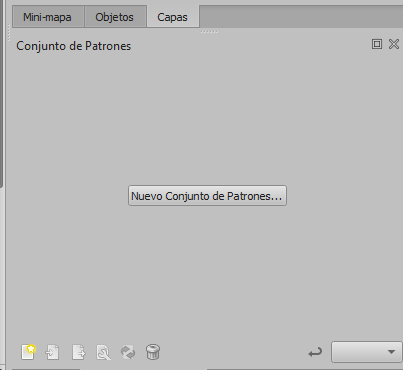 Mini-mapa
Objetos
Capas
Conjunto de Patrones
Nuevo Conjunto de Patrones...